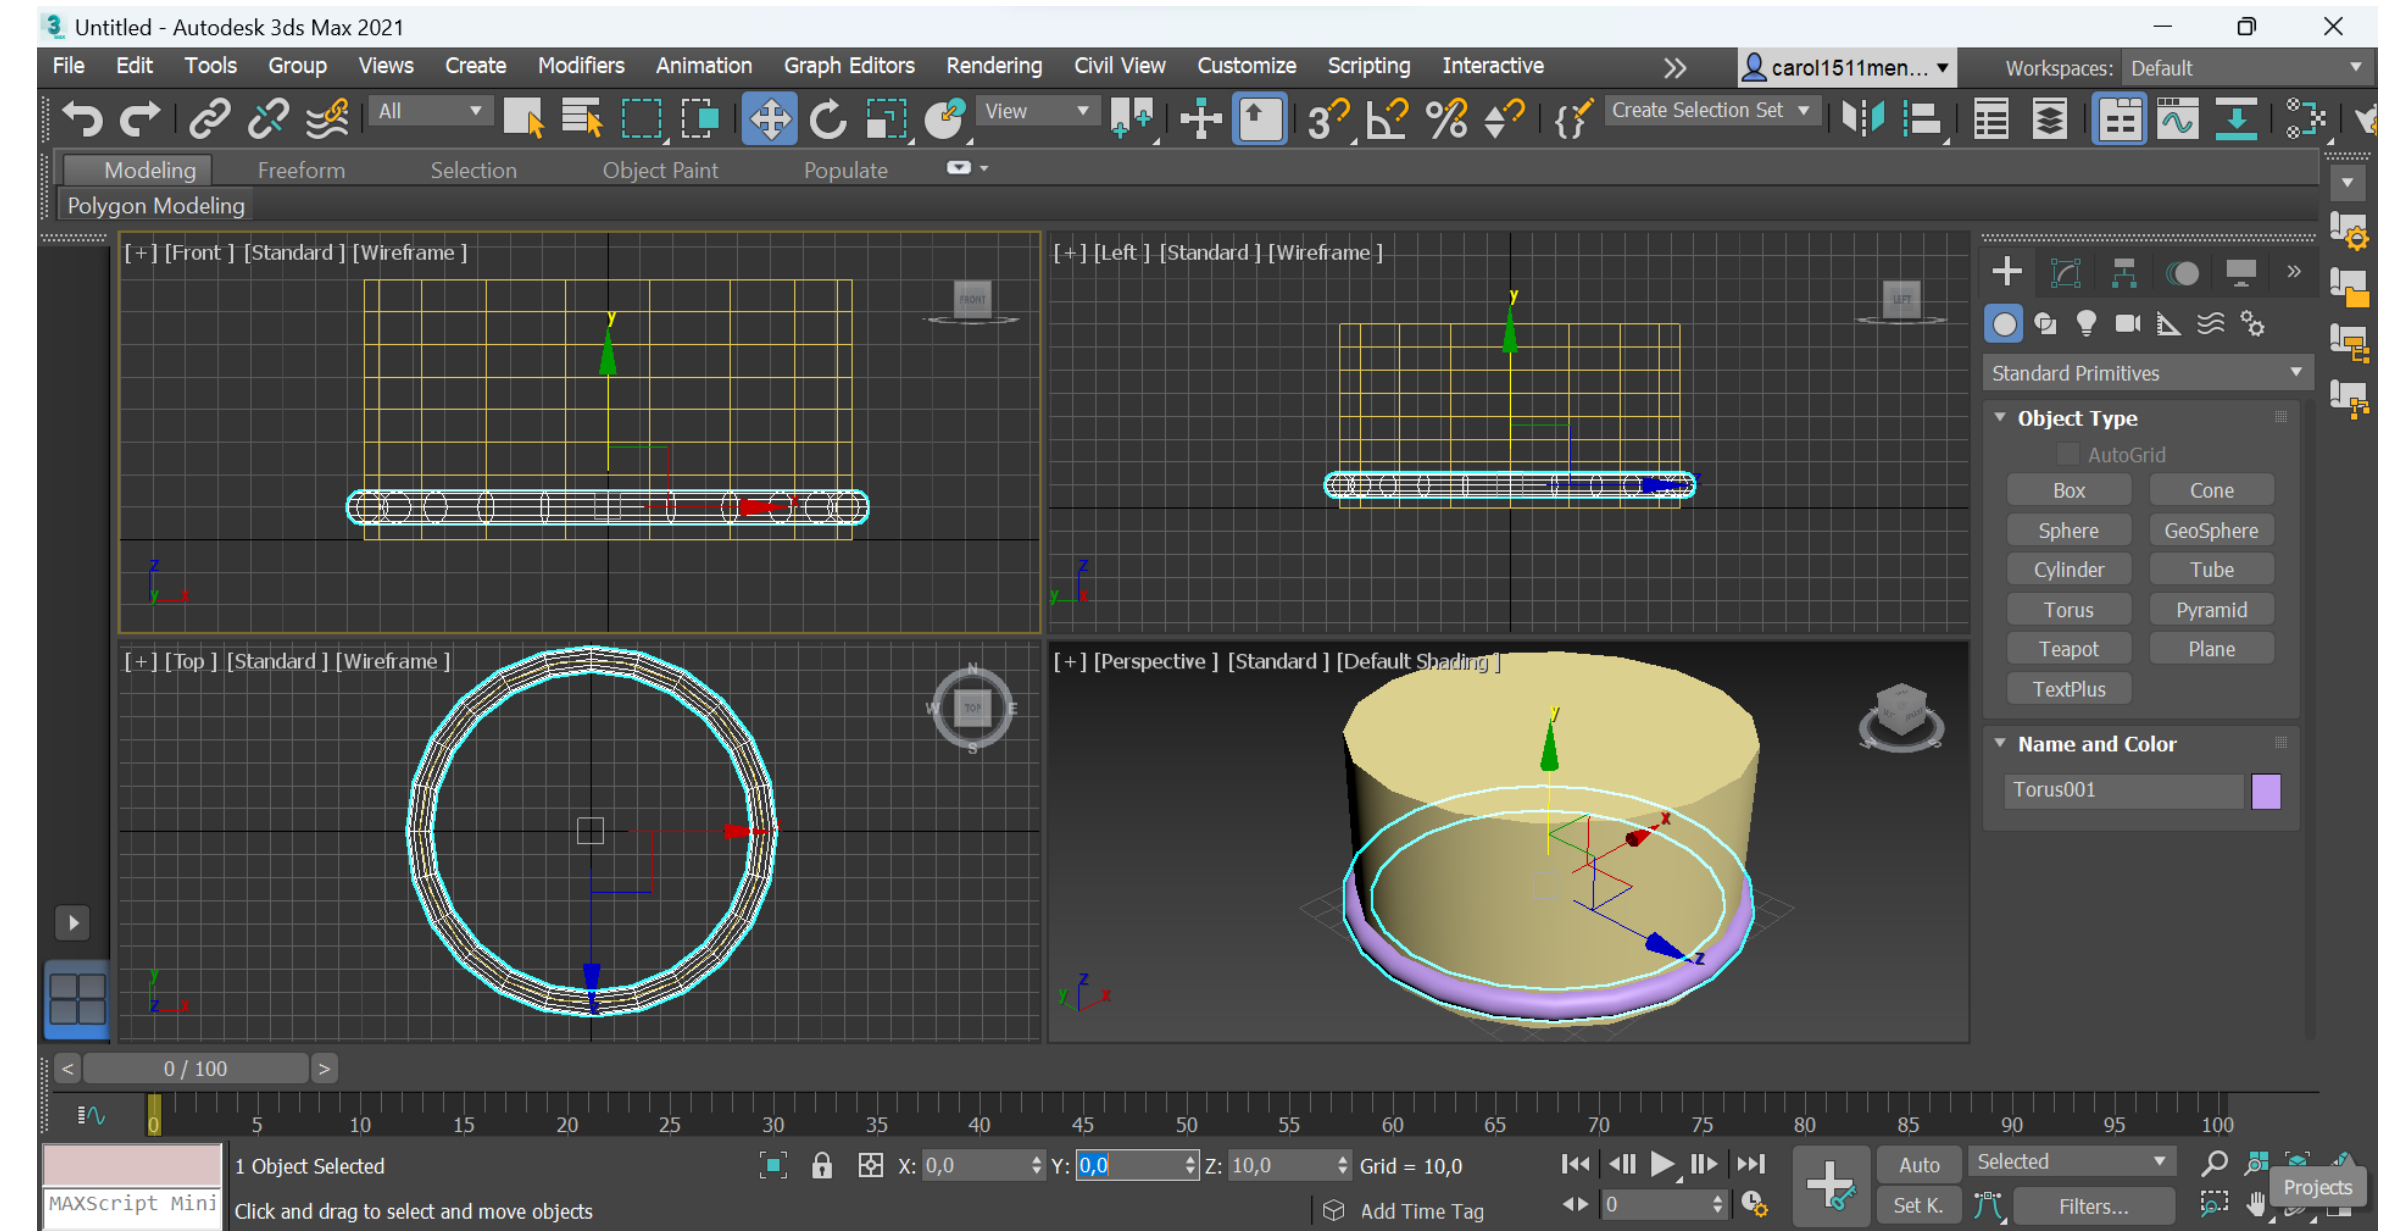 Untitled - Autodesk 3ds Max 2021
File Edit Tools Group Views Create Modifiers Animation Graph Editors Rendering Civil View Customize Scripting Interactive carol1511men... Workspaces: Default
All View Create Selection Set
Modeling Freeform Selection Object Paint Populate
Polygon Modeling
[+] [Front ] [Standard ] [Wireframe ]
FRONT
y
x
z
y x
[+] [Left ] [Standard ] [Wireframe ]
LEFT
y
z
z
y x
[+] [Top ] [Standard ] [Wireframe ]
N
W TOP E
S
y
z x
[+] [Perspective ] [Standard ] [Default Shading ]
y
x
z
z
y x
Standard Primitives
Object Type
AutoGrid
Box Cone
Sphere GeoSphere
Cylinder Tube
Torus Pyramid
Teapot Plane
TextPlus
Name and Color
Torus001
< 0 / 100 >
0 5 10 15 20 25 30 35 40 45 50 55 60 65 70 75 80 85 90 95 100
1 Object Selected X: 0,0 Y: 0,0 Z: 10,0 Grid = 10,0 Auto Selected
Projects
MAXScript Mini Click and drag to select and move objects Add Time Tag 0 Set K. Filters...